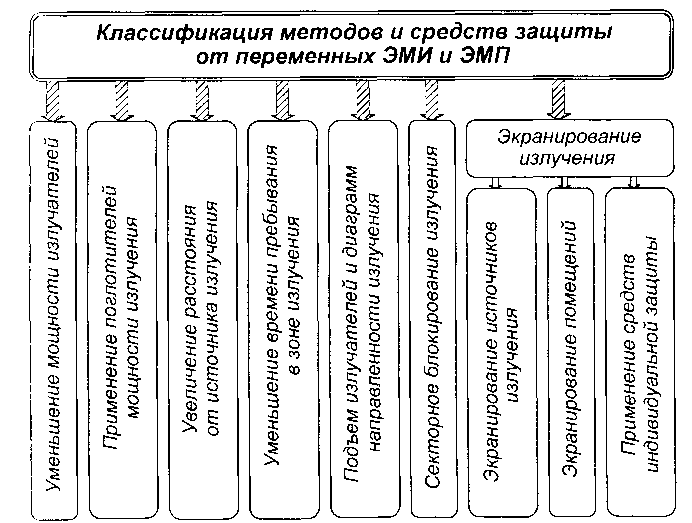 Классификация методов и средств защиты
от переменных ЭМИ и ЭМП
Уменьшение мощности излучателей
Применение поглотителей
мощности излучения
Увеличение расстояния
от источника излучения
Уменьшение времени пребывания
в зоне излучения
Подъем излучателей и диаграмм
направленности излучения
Секторное блокирование излучения
Экранирование
излучения
Экранирование источников
излучения
Экранирование помещений
Применение средств
индивидуальной защиты